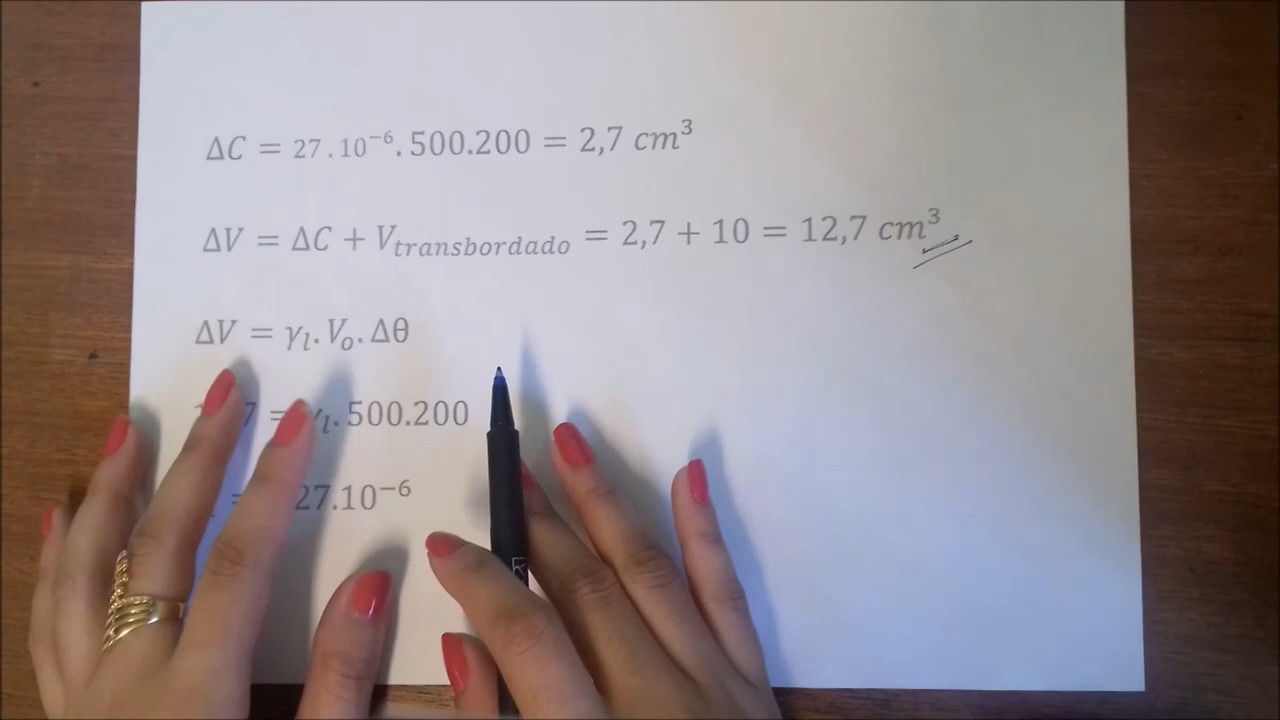 ΔC = 27 . 10⁻⁶. 500.200 = 2,7 cm³
ΔV = ΔC + V_transbordado = 2,7 + 10 = 12,7 cm³
ΔV = γ_l. V_o. Δθ
7 = γ_l. 500.200
= 27.10⁻⁶